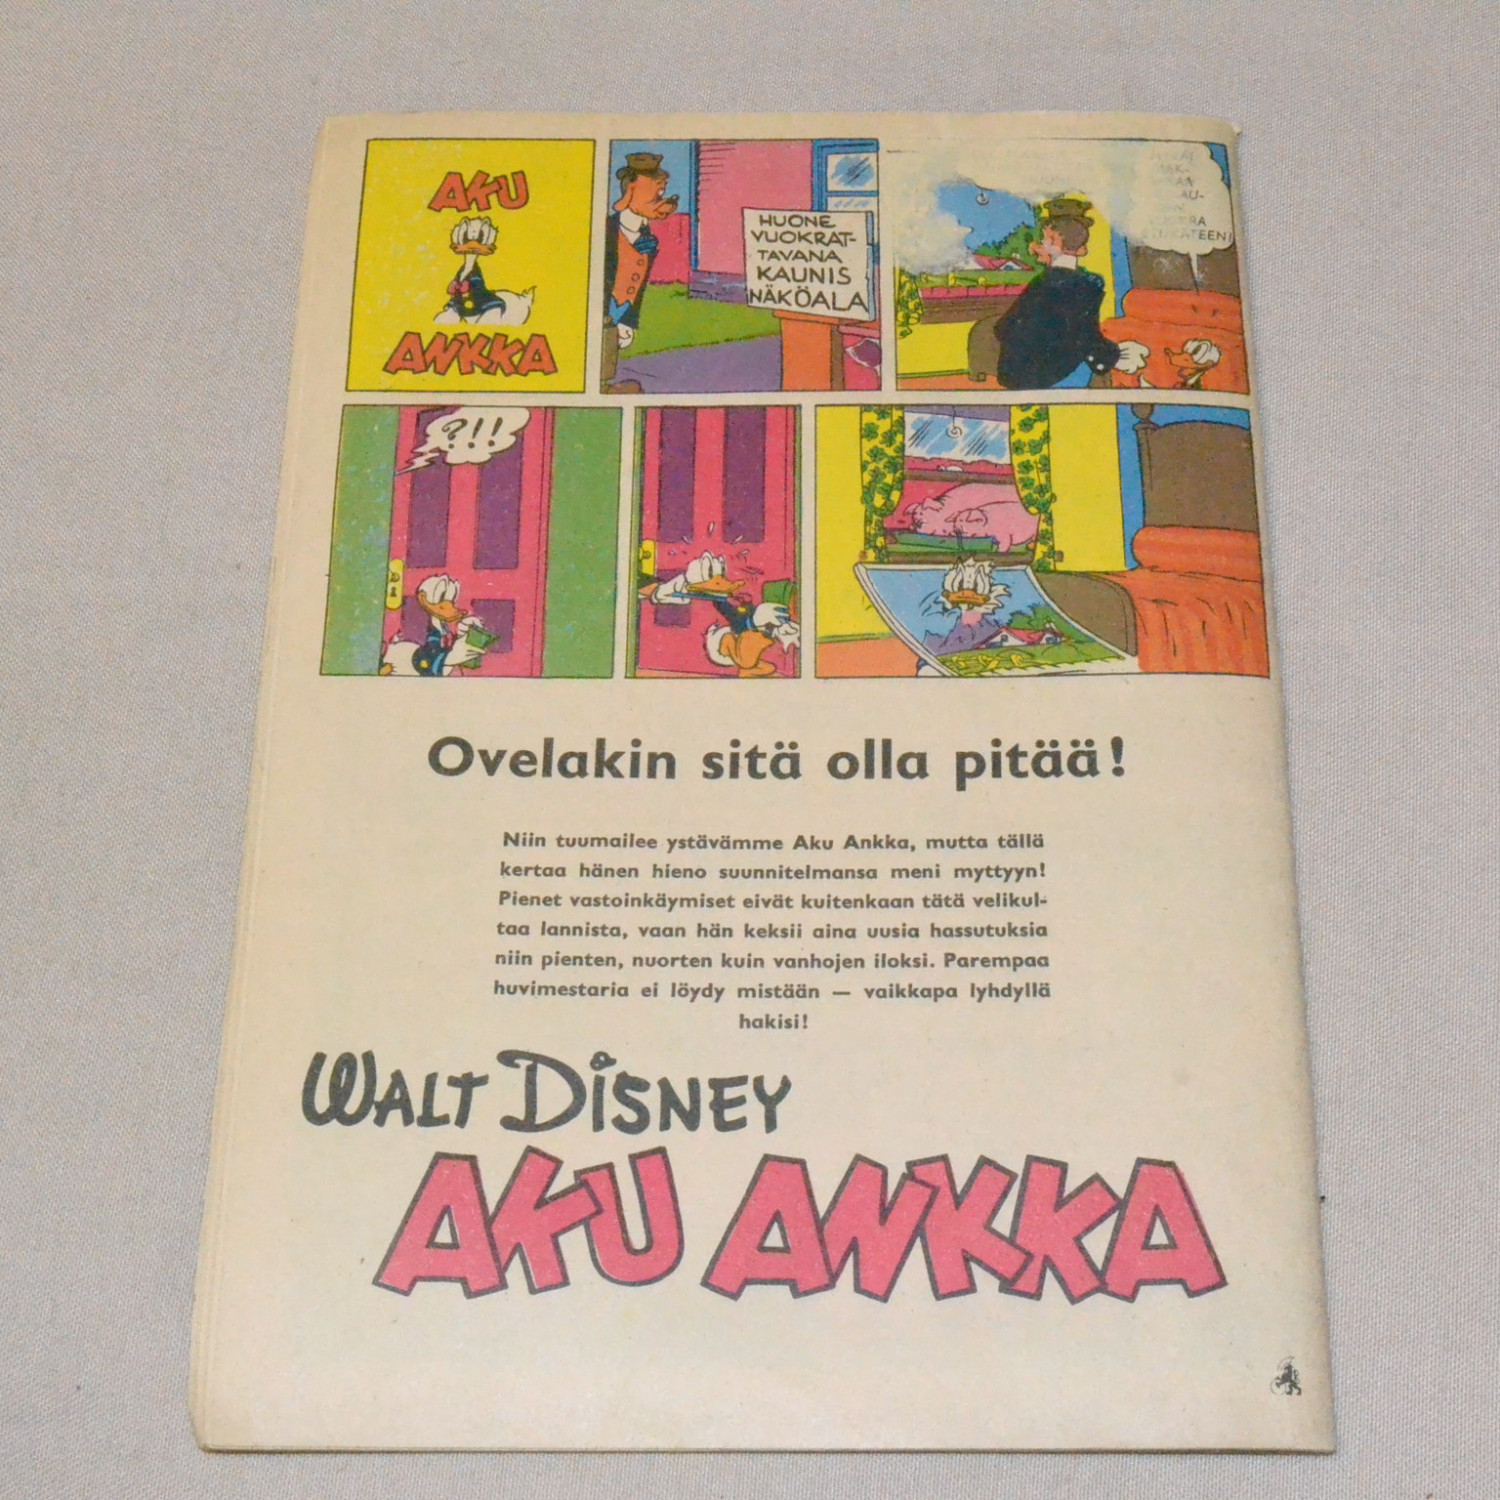 AKU
ANKKA
HUONE
VUOKRAT-
TAVANA
KAUNIS
NÄKÖALA
?!!!
Ovelakin sitä olla pitää!
Niin tuumailee ystävämme Aku Ankka, mutta tällä
kertaa hänen hieno suunnitelmansa meni myttyyn!
Pienet vastoinkäymiset eivät kuitenkaan tätä velikul-
taa lannista, vaan hän keksii aina uusia hassutuksia
niin pienten, nuorten kuin vanhojen iloksi. Parempaa
huvimestaria ei löydy mistään — vaikkapa lyhdyllä
hakisi!
WALT DISNEY
AKU ANKKA